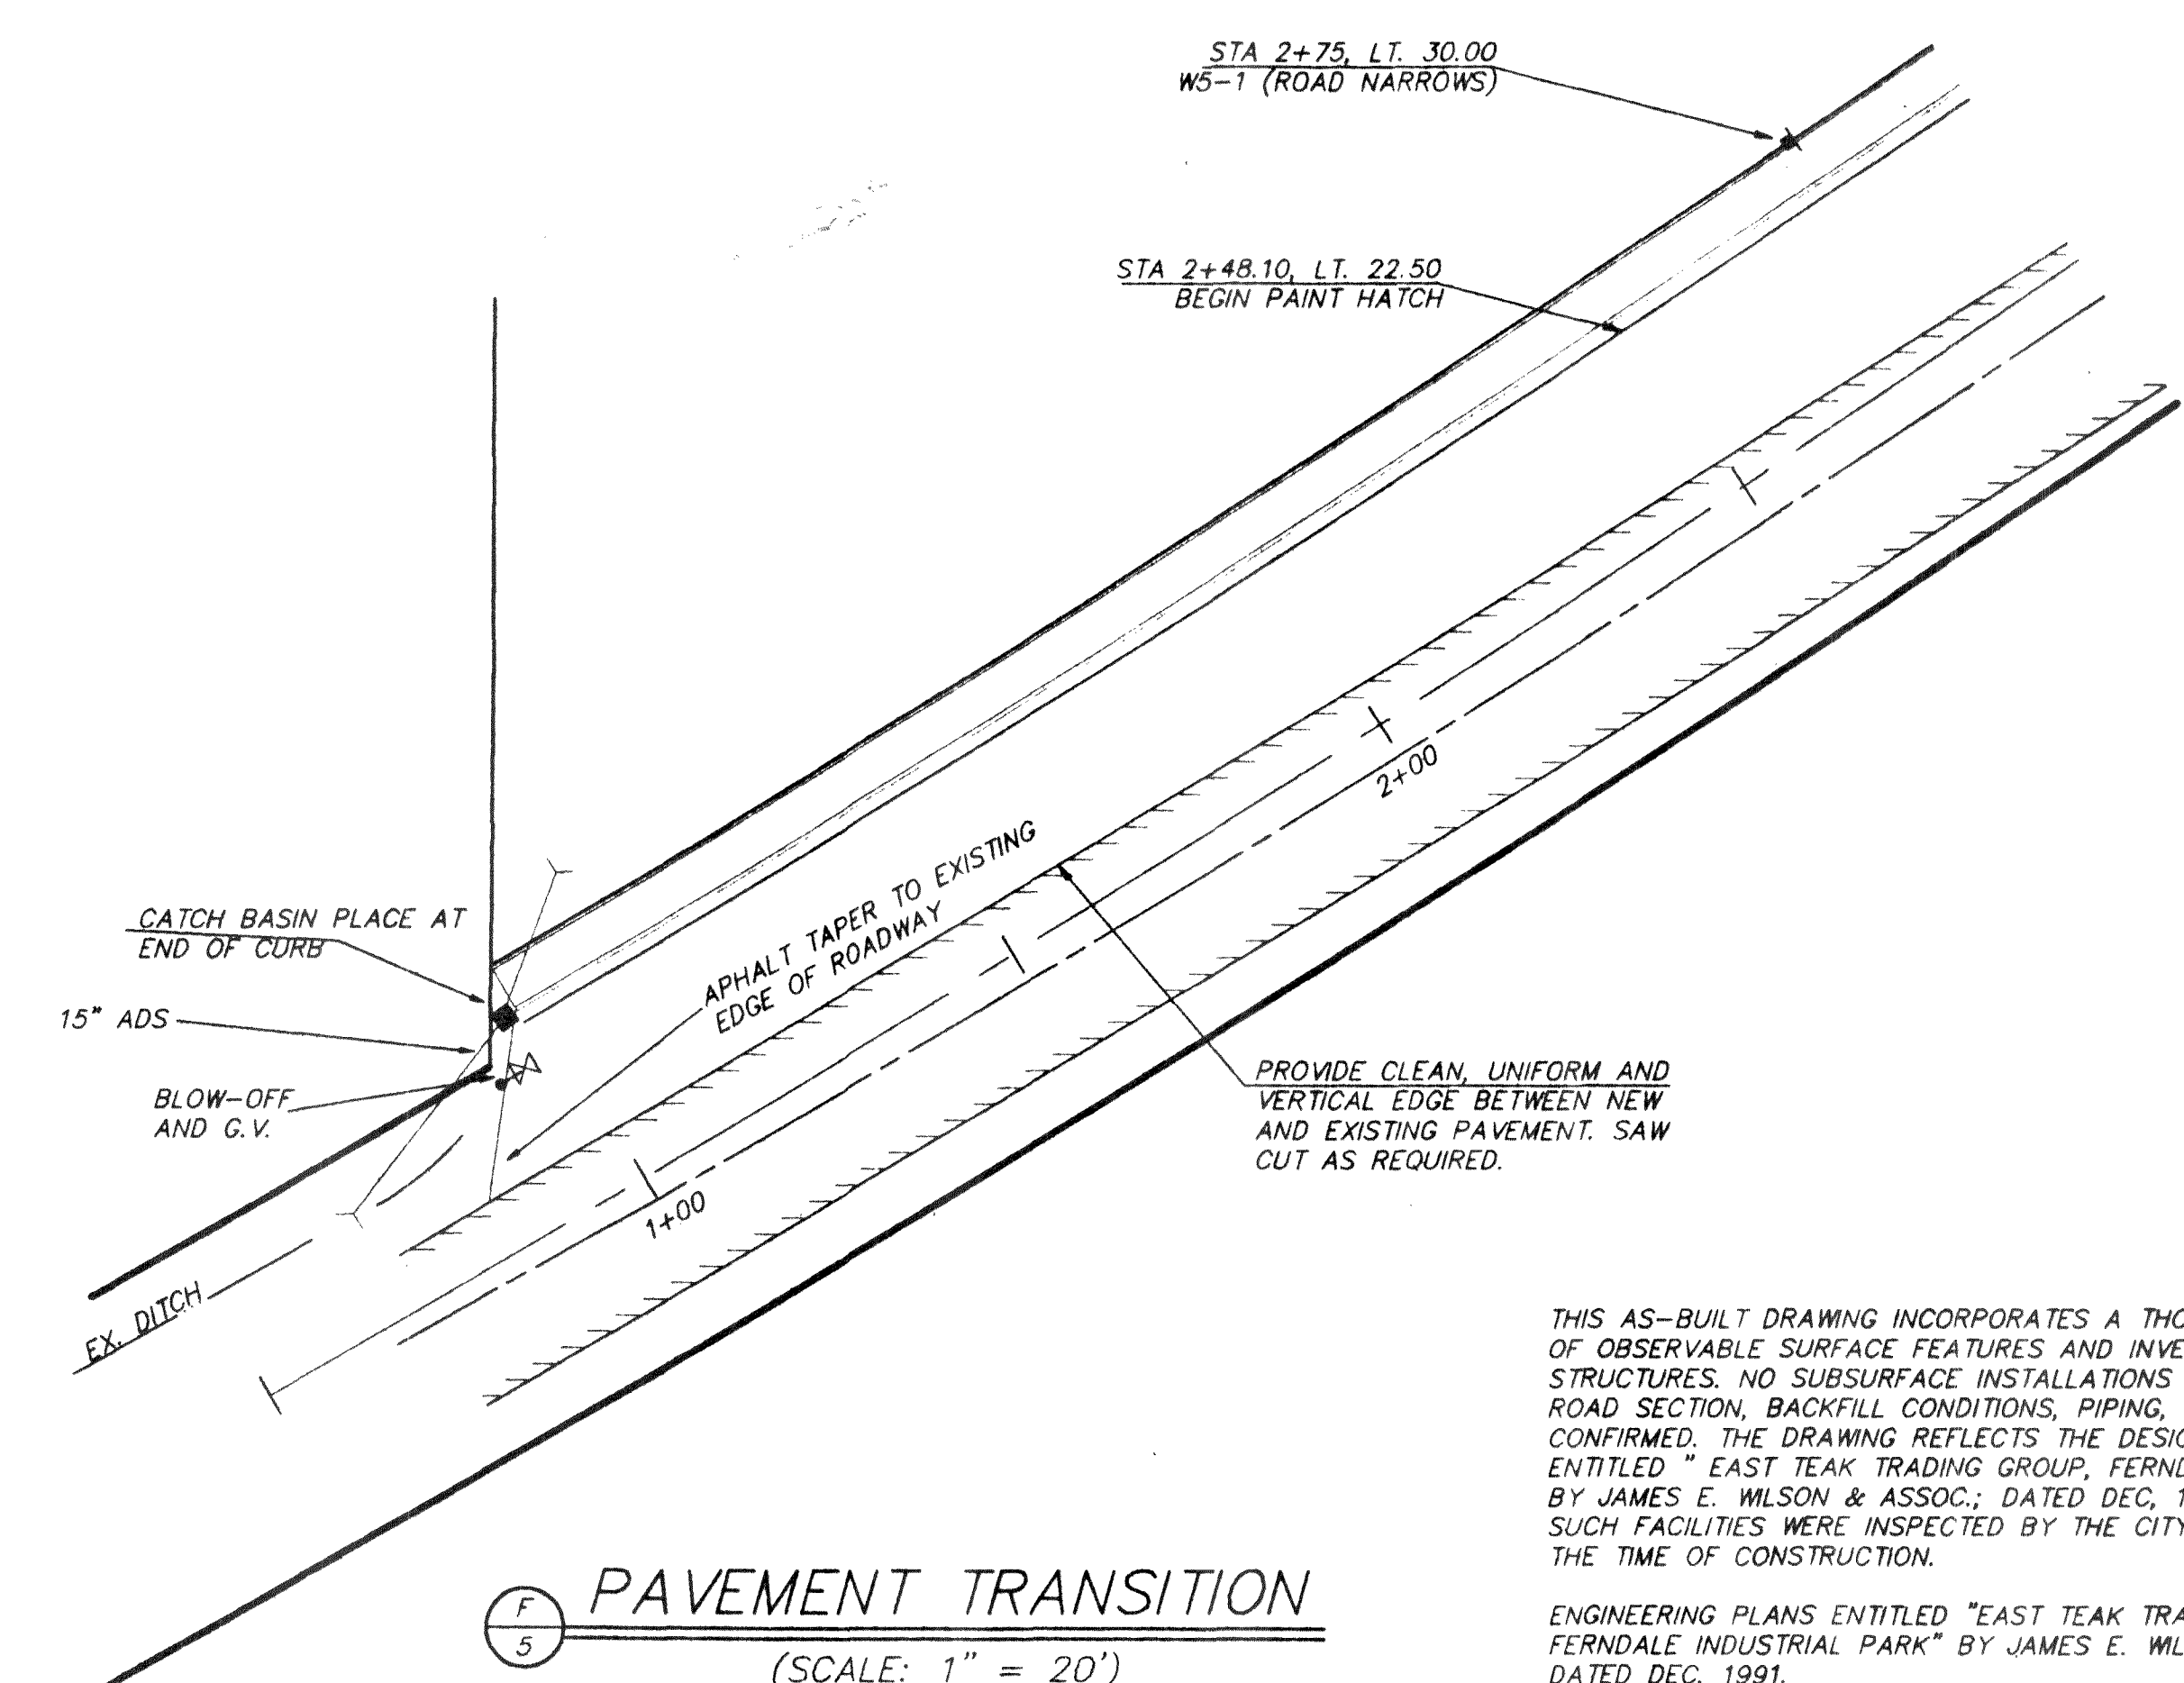 STA 2+75, LT. 30.00
W5-1 (ROAD NARROWS)
STA 2+48.10, LT. 22.50
BEGIN PAINT HATCH
2+00
APHALT TAPER TO EXISTING
EDGE OF ROADWAY
CATCH BASIN PLACE AT
END OF CURB
15" ADS
BLOW-OFF
AND G.V.
PROVIDE CLEAN, UNIFORM AND
VERTICAL EDGE BETWEEN NEW
AND EXISTING PAVEMENT. SAW
CUT AS REQUIRED.
1+00
EX. DITCH
THIS AS-BUILT DRAWING INCORPORATES A
OF OBSERVABLE SURFACE FEATURES AND
STRUCTURES. NO SUBSURFACE INSTALLATIONS
ROAD SECTION, BACKFILL CONDITIONS, PIPING,
CONFIRMED. THE DRAWING REFLECTS THE
ENTITLED " EAST TEAK TRADING GROUP,
BY JAMES E. WILSON & ASSOC.; DATED DEC,
SUCH FACILITIES WERE INSPECTED BY THE CITY
THE TIME OF CONSTRUCTION.
ENGINEERING PLANS ENTITLED "EAST TEAK
FERNDALE INDUSTRIAL PARK" BY JAMES E.
DATED DEC. 1991.
F
5
PAVEMENT TRANSITION
(SCALE: 1" = 20')